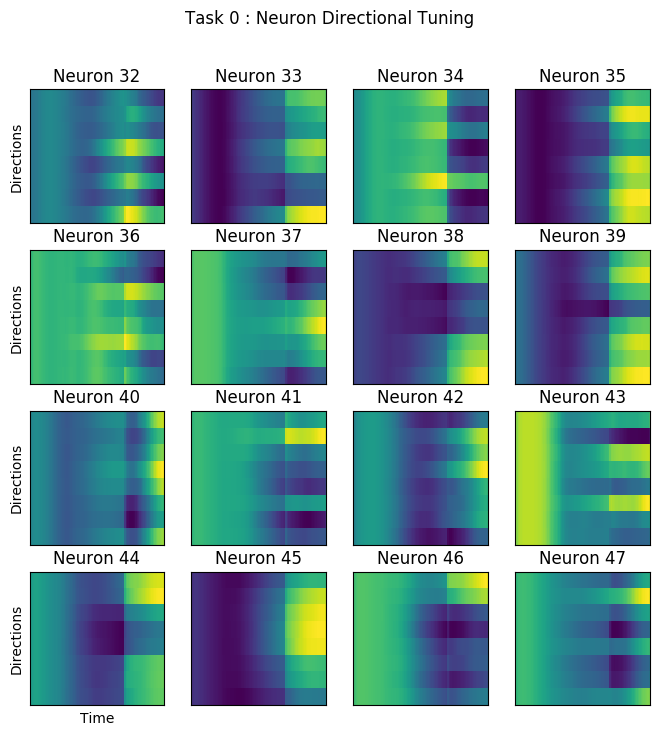 Task 0 : Neuron Directional Tuning
Neuron 32
Neuron 33
Neuron 34
Neuron 35
Directions
Neuron 36
Neuron 37
Neuron 38
Neuron 39
Directions
Neuron 40
Neuron 41
Neuron 42
Neuron 43
Directions
Neuron 44
Neuron 45
Neuron 46
Neuron 47
Directions
Time